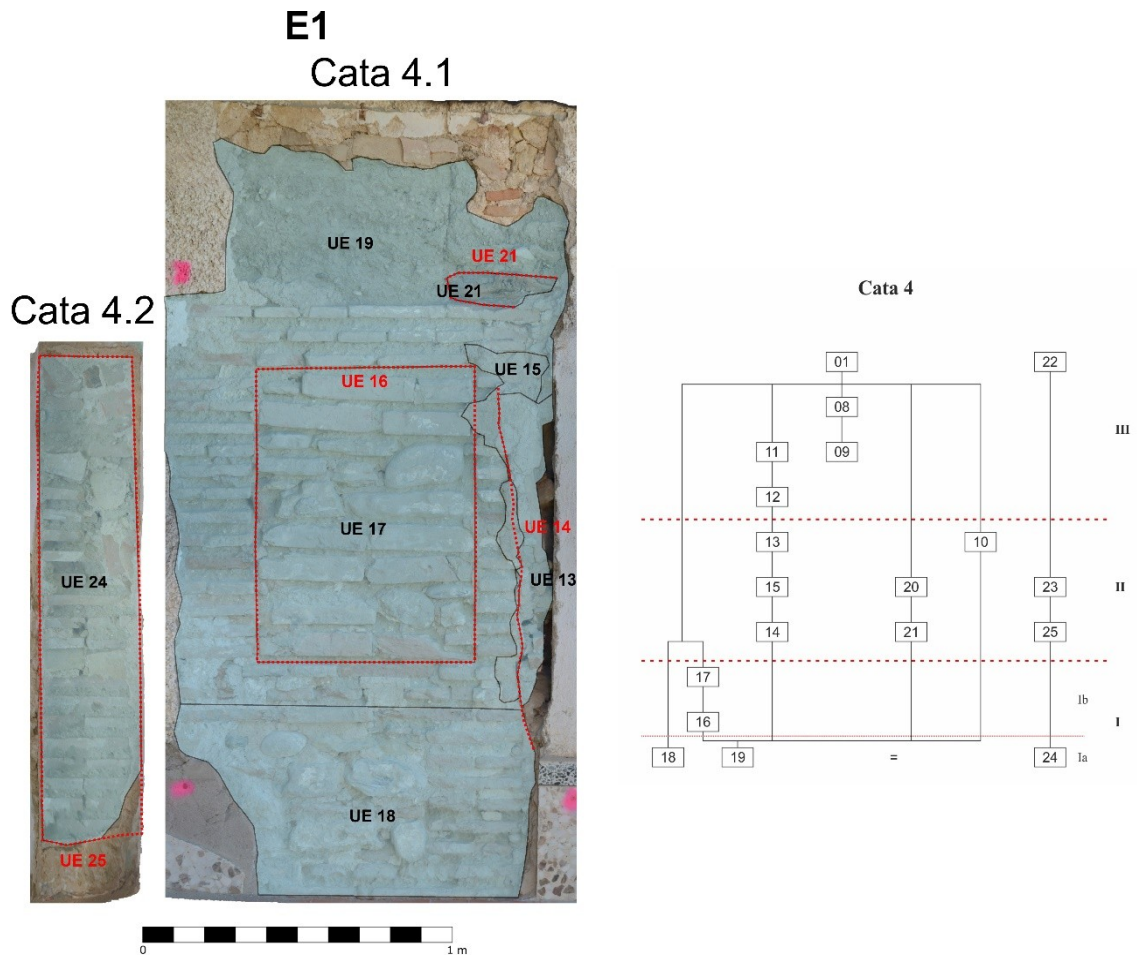 E1
Cata 4.1
UE 19
UE 21
UE 21
Cata 4.2
UE 15
UE 16
UE 17
UE 14
UE 13
UE 24
UE 18
UE 25
0 1 m
Cata 4
01 22
08
III
11 09
12
13 10
15 20 23
II
14 21 25
17
Ib
16 I
18 19 = 24 Ia